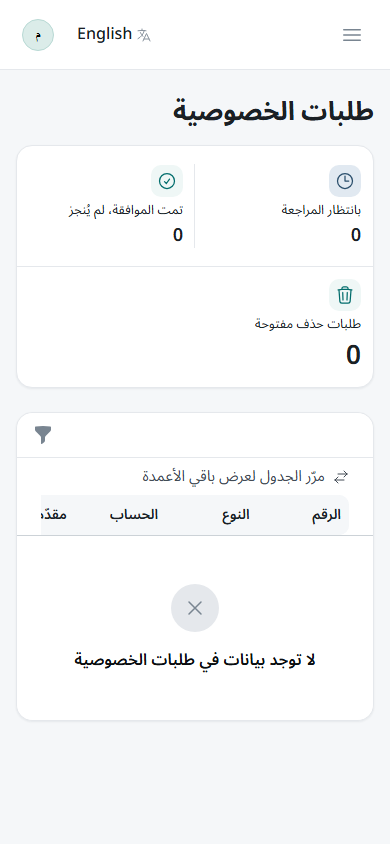 English
م
طلبات الخصوصية
بانتظار المراجعة
0
تمت الموافقة، لم يُنجز
0
طلبات حذف مفتوحة
0
مرّر الجدول لعرض باقي الأعمدة
الرقم النوع الحساب مقدّم
لا توجد بيانات في طلبات الخصوصية